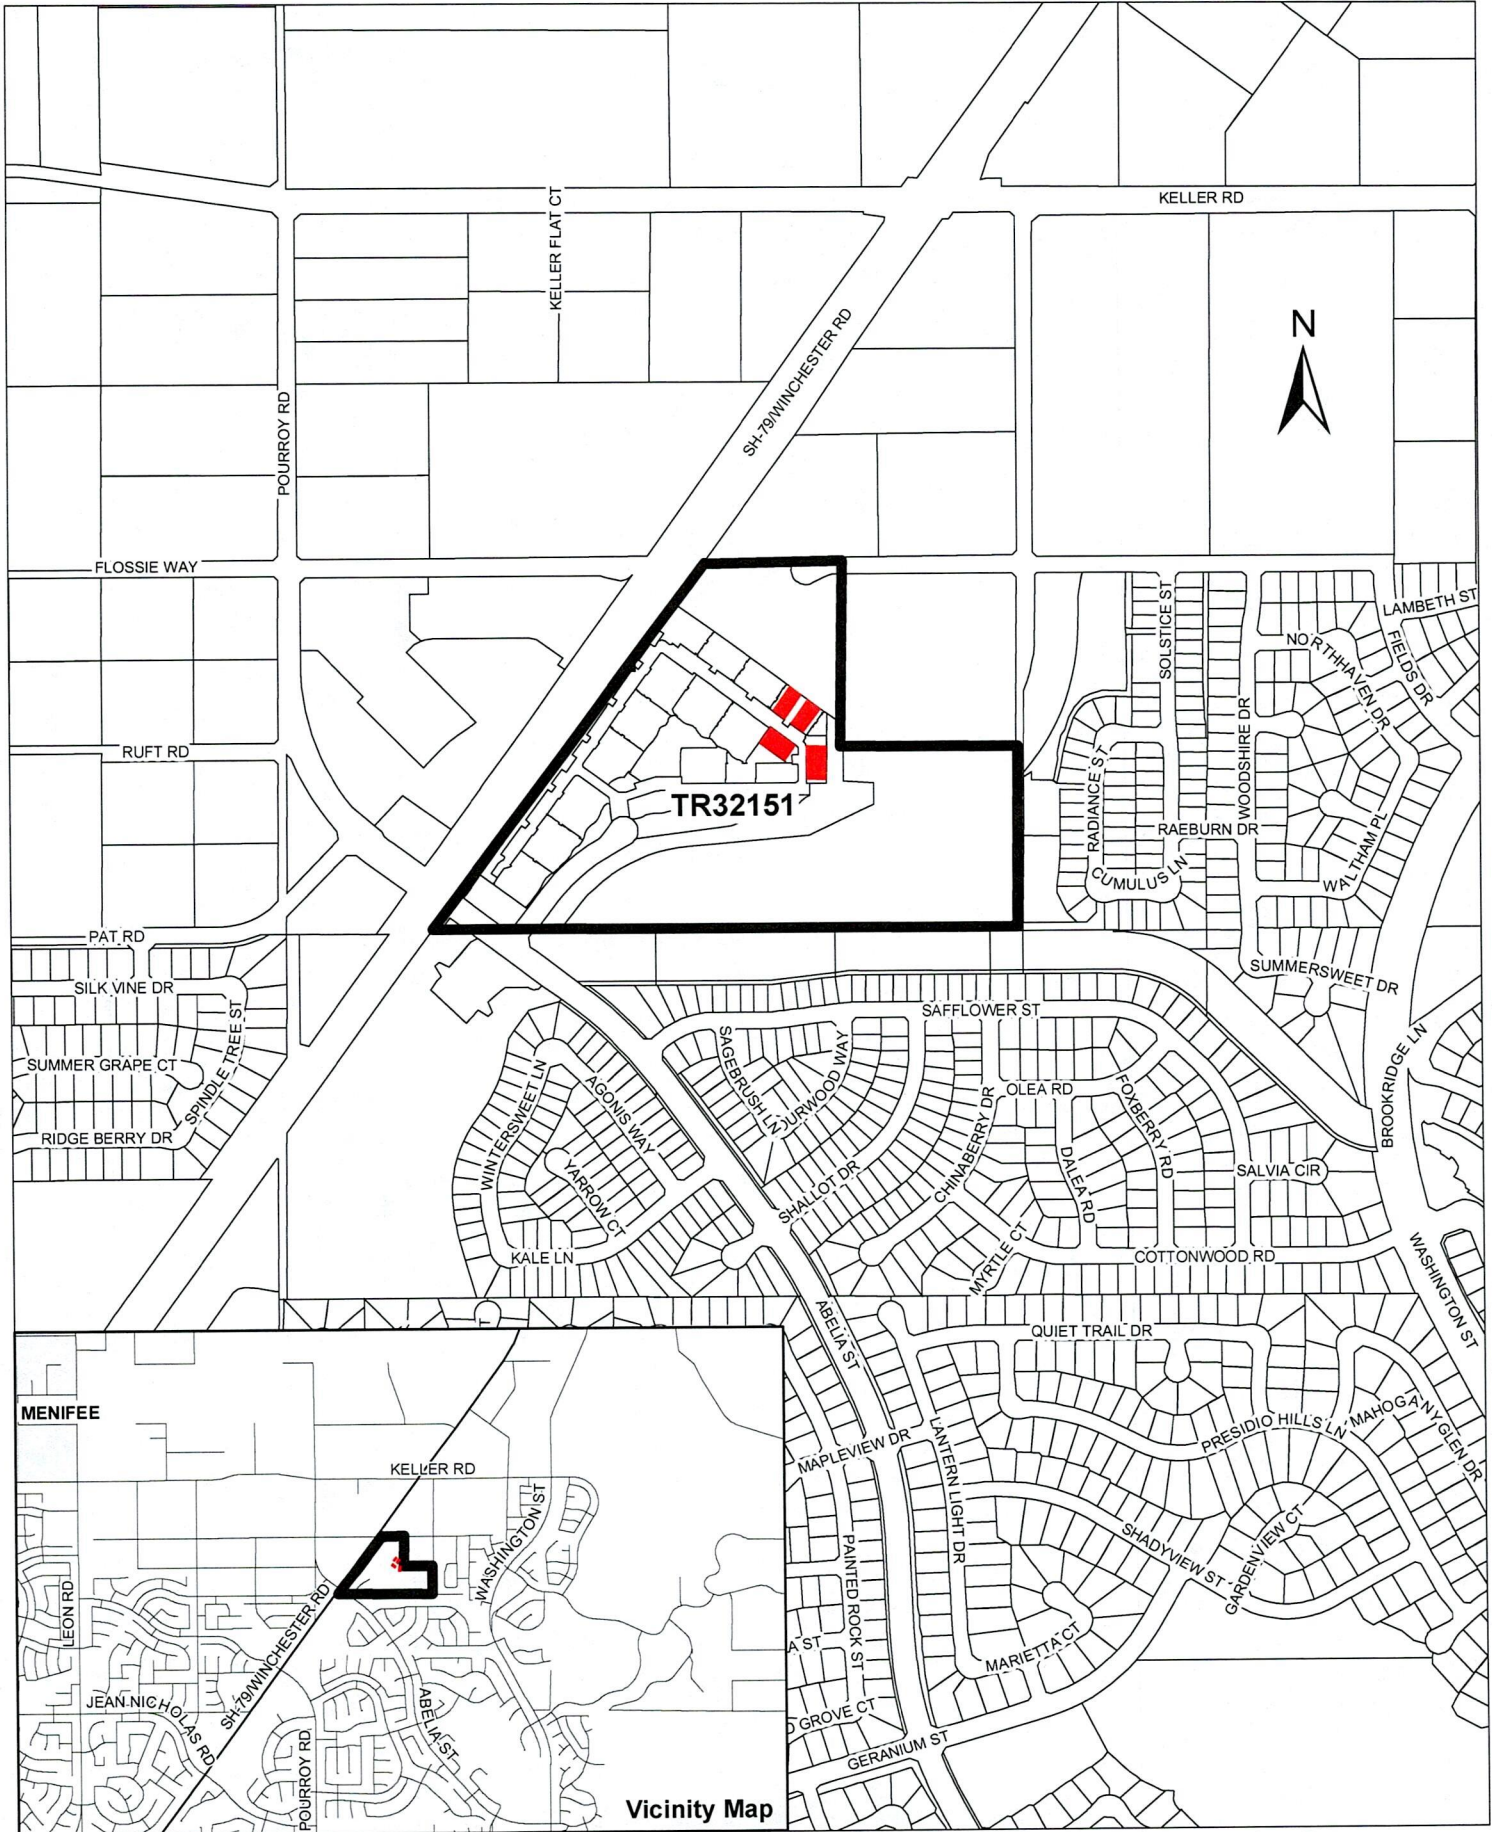 KELLER RD
KELLER FLAT CT
N
SH-79/WINCHESTER RD
POURROY RD
FLOSSIE WAY
LAMBETH ST
SOLSTICE ST
NORTHHAVEN DR
FIELDS DR
WOODSHIRE DR
RUFT RD
RADIANCE ST
TR32151
RAEBURN DR
WALTHAM PL
CUMULUS LN
PAT RD
SUMMERSWEET DR
SILK VINE DR
SAFFLOWER ST
SPINDLE TREE ST
SAGEBRUSH LN
OURWOOD WAY
BROOKRIDGE LN
SUMMER GRAPE CT
WINTERSWEET LN
AGONIS WAY
OLEA RD
FOXBERRY RD
CHINABERRY DR
RIDGE BERRY DR
YARROW CT
SHALLOT DR
DALEA RD
SALVIA CIR
KALE LN
MYRTLE CT
COTTONWOOD RD
WASHINGTON ST
T
ABELIA ST
QUIET TRAIL DR
MAPLEVIEW DR
LANTERN LIGHT DR
PRESIDIO HILLS LN
MAHOGANY GLEN DR
PAINTED ROCK ST
SHADYVIEW ST
GARDENVIEW CT
A ST
MARIETTA CT
D GROVE CT
GERANIUM ST
MENIFEE
KELLER RD
WASHINGTON ST
LEON RD
SH-79/WINCHESTER RD
JEAN NICHOLAS RD
ABELIA ST
POURROY RD
Vicinity Map